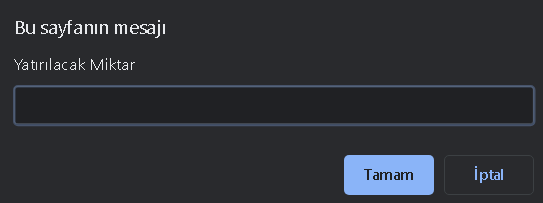 Bu sayfanın mesajı
Yatırılacak Miktar
Tamam
İptal